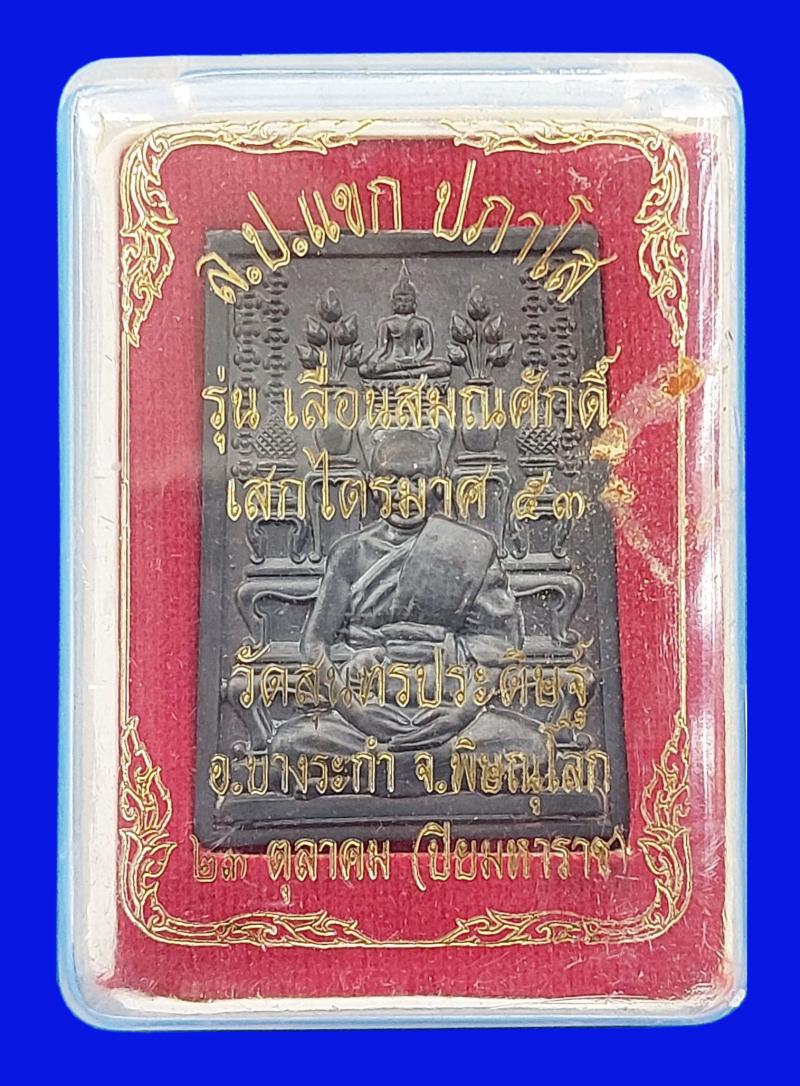 ล.ป.แขก ปภาโส
รุ่น เลื่อนสมณศักดิ์
เสกไตรมาศ ๕๓
วัดสุนทรประดิษฐ์
อ.บางระกำ จ.พิษณุโลก
๒๓ ตุลาคม (ปิยมหาราช)